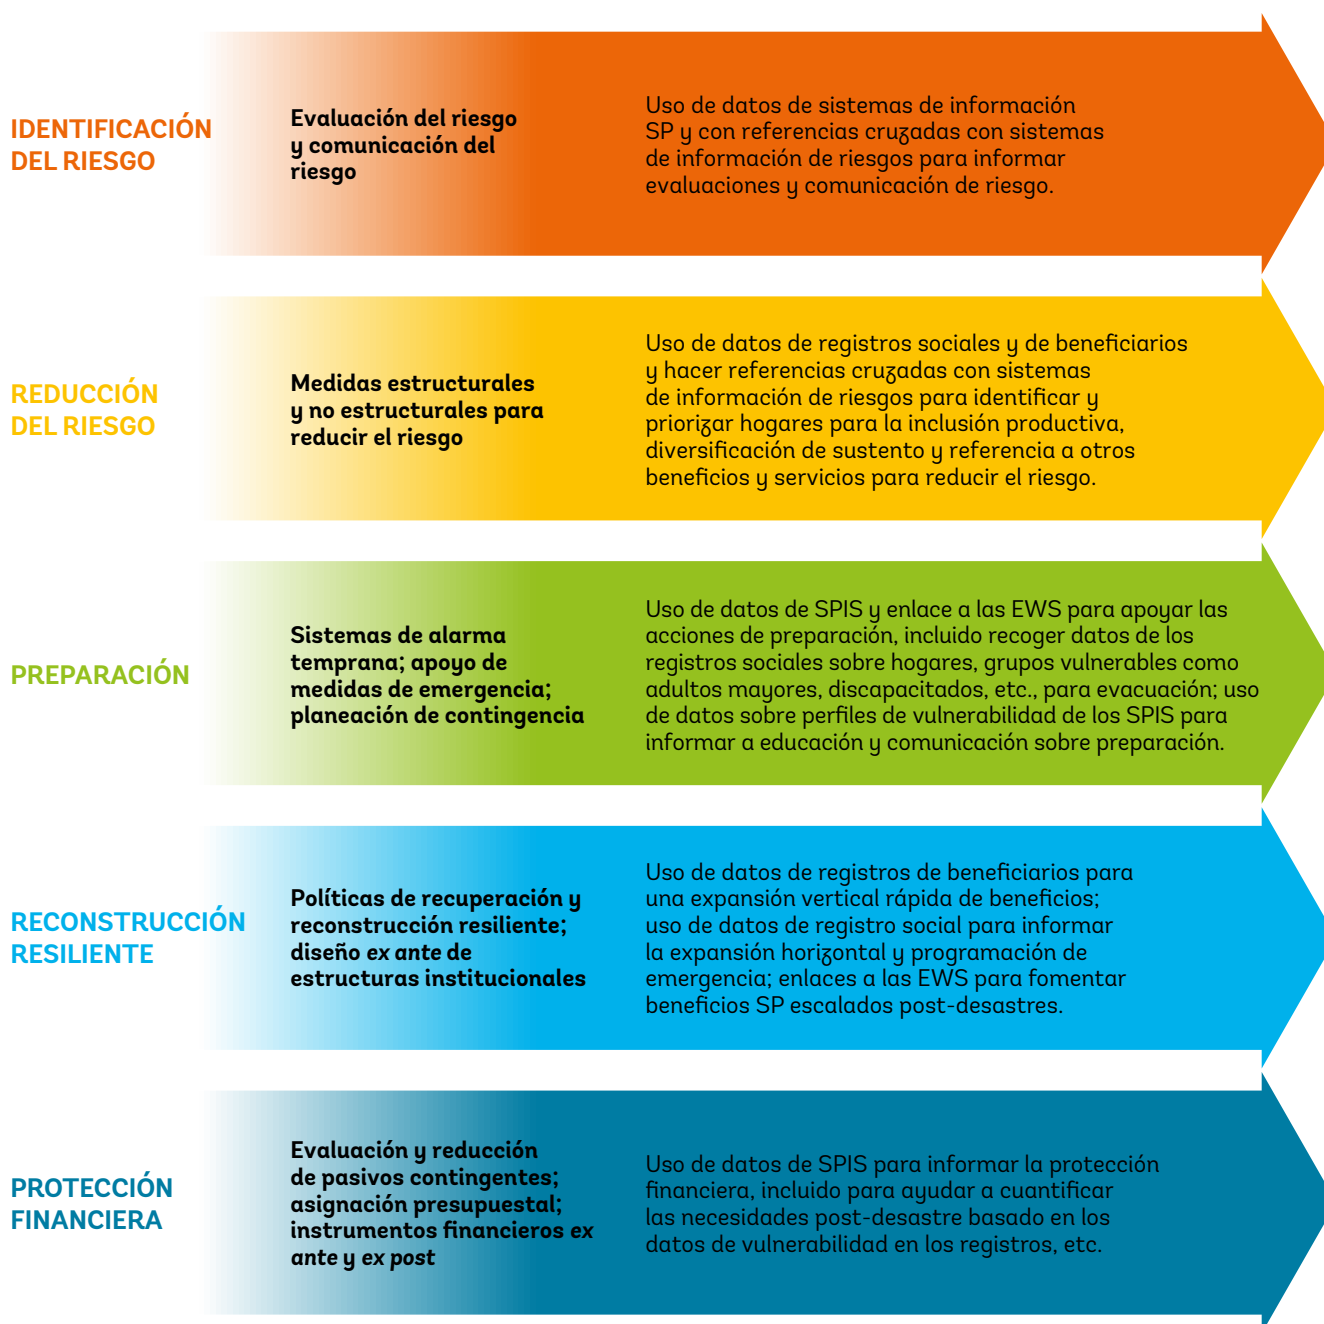 IDENTIFICACIÓN
DEL RIESGO
Evaluación del riesgo
y comunicación del
riesgo
Uso de datos de sistemas de información
SP y con referencias cruzadas con sistemas
de información de riesgos para informar
evaluaciones y comunicación de riesgo.
REDUCCIÓN
DEL RIESGO
Medidas estructurales
y no estructurales para
reducir el riesgo
Uso de datos de registros sociales y de beneficiarios
y hacer referencias cruzadas con sistemas
de información de riesgos para identificar y
priorizar hogares para la inclusión productiva,
diversificación de sustento y referencia a otros
beneficios y servicios para reducir el riesgo.
PREPARACIÓN
Sistemas de alarma
temprana; apoyo de
medidas de emergencia;
planeación de contingencia
Uso de datos de SPIS y enlace a las EWS para apoyar las
acciones de preparación, incluido recoger datos de los
registros sociales sobre hogares, grupos vulnerables como
adultos mayores, discapacitados, etc., para evacuación; uso
de datos sobre perfiles de vulnerabilidad de los SPIS para
informar a educación y comunicación sobre preparación.
RECONSTRUCCIÓN
RESILIENTE
Políticas de recuperación y
reconstrucción resiliente;
diseño ex ante de
estructuras institucionales
Uso de datos de registros de beneficiarios para
una expansión vertical rápida de beneficios;
uso de datos de registro social para informar
la expansión horizontal y programación de
emergencia; enlaces a las EWS para fomentar
beneficios SP escalados post-desastres.
PROTECCIÓN
FINANCIERA
Evaluación y reducción
de pasivos contingentes;
asignación presupuestal;
instrumentos financieros ex
ante y ex post
Uso de datos de SPIS para informar la protección
financiera, incluido para ayudar a cuantificar
las necesidades post-desastre basado en los
datos de vulnerabilidad en los registros, etc.